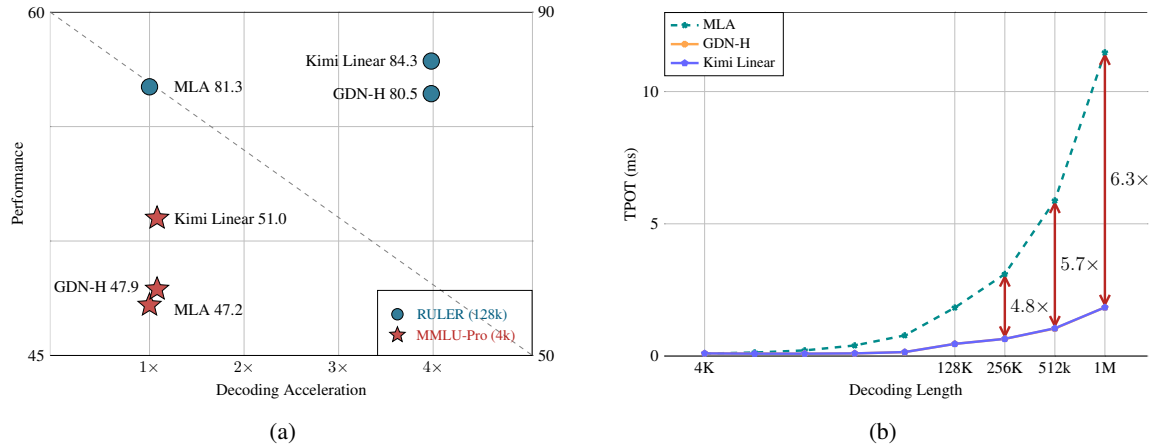 60
90
Kimi Linear 84.3
MLA 81.3
GDN-H 80.5
Performance
Kimi Linear 51.0
GDN-H 47.9
MLA 47.2
RULER (128k)
MMLU-Pro (4k)
45
50
1×
2×
3×
4×
Decoding Acceleration
(a)
MLA
GDN-H
Kimi Linear
10
5
0
TPOT (ms)
6.3×
5.7×
4.8×
4K
128K
256K
512k
1M
Decoding Length
(b)